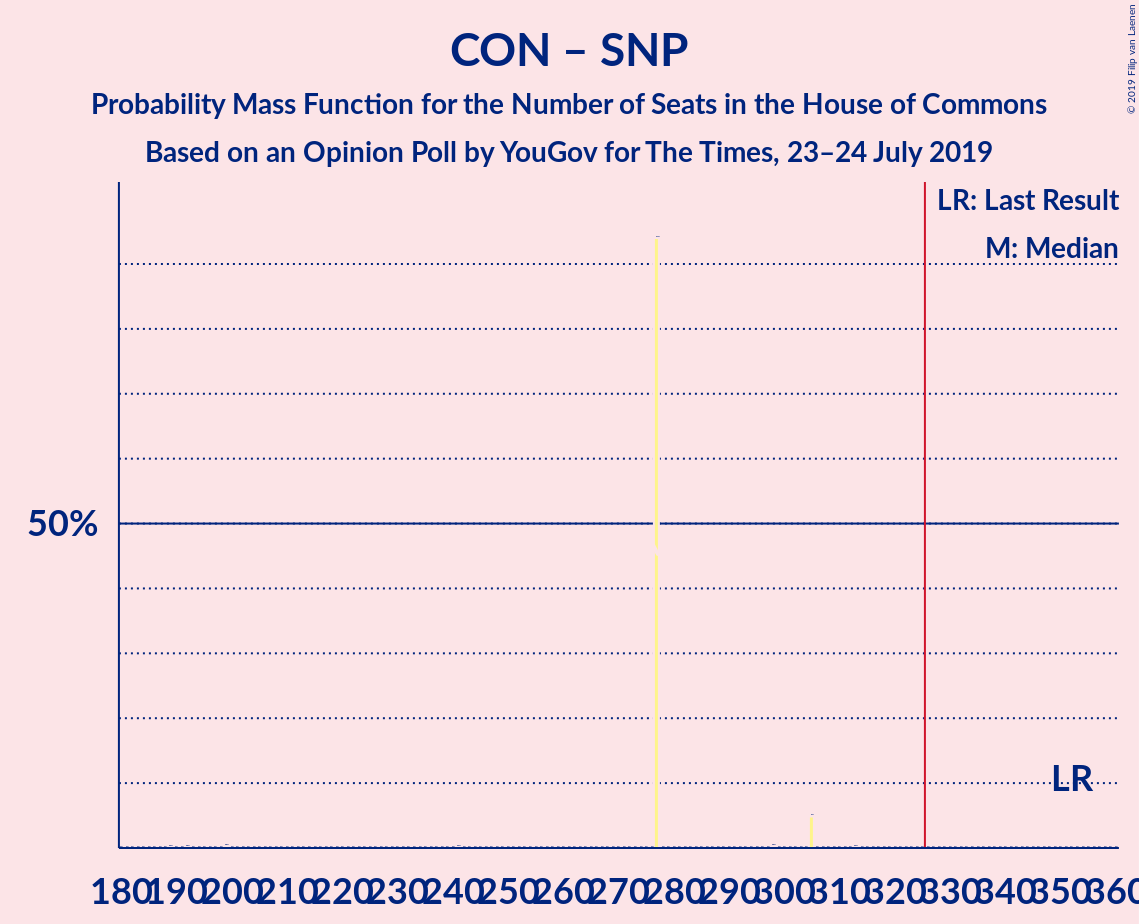 CON – SNP
Probability Mass Function for the Number of Seats in the House of Commons
Based on an Opinion Poll by YouGov for The Times, 23–24 July 2019
© 2019 Filip van Laenen
LR: Last Result
M: Median
50%
LR
180 190 200 210 220 230 240 250 260 270 280 290 300 310 320 330 340 350 360